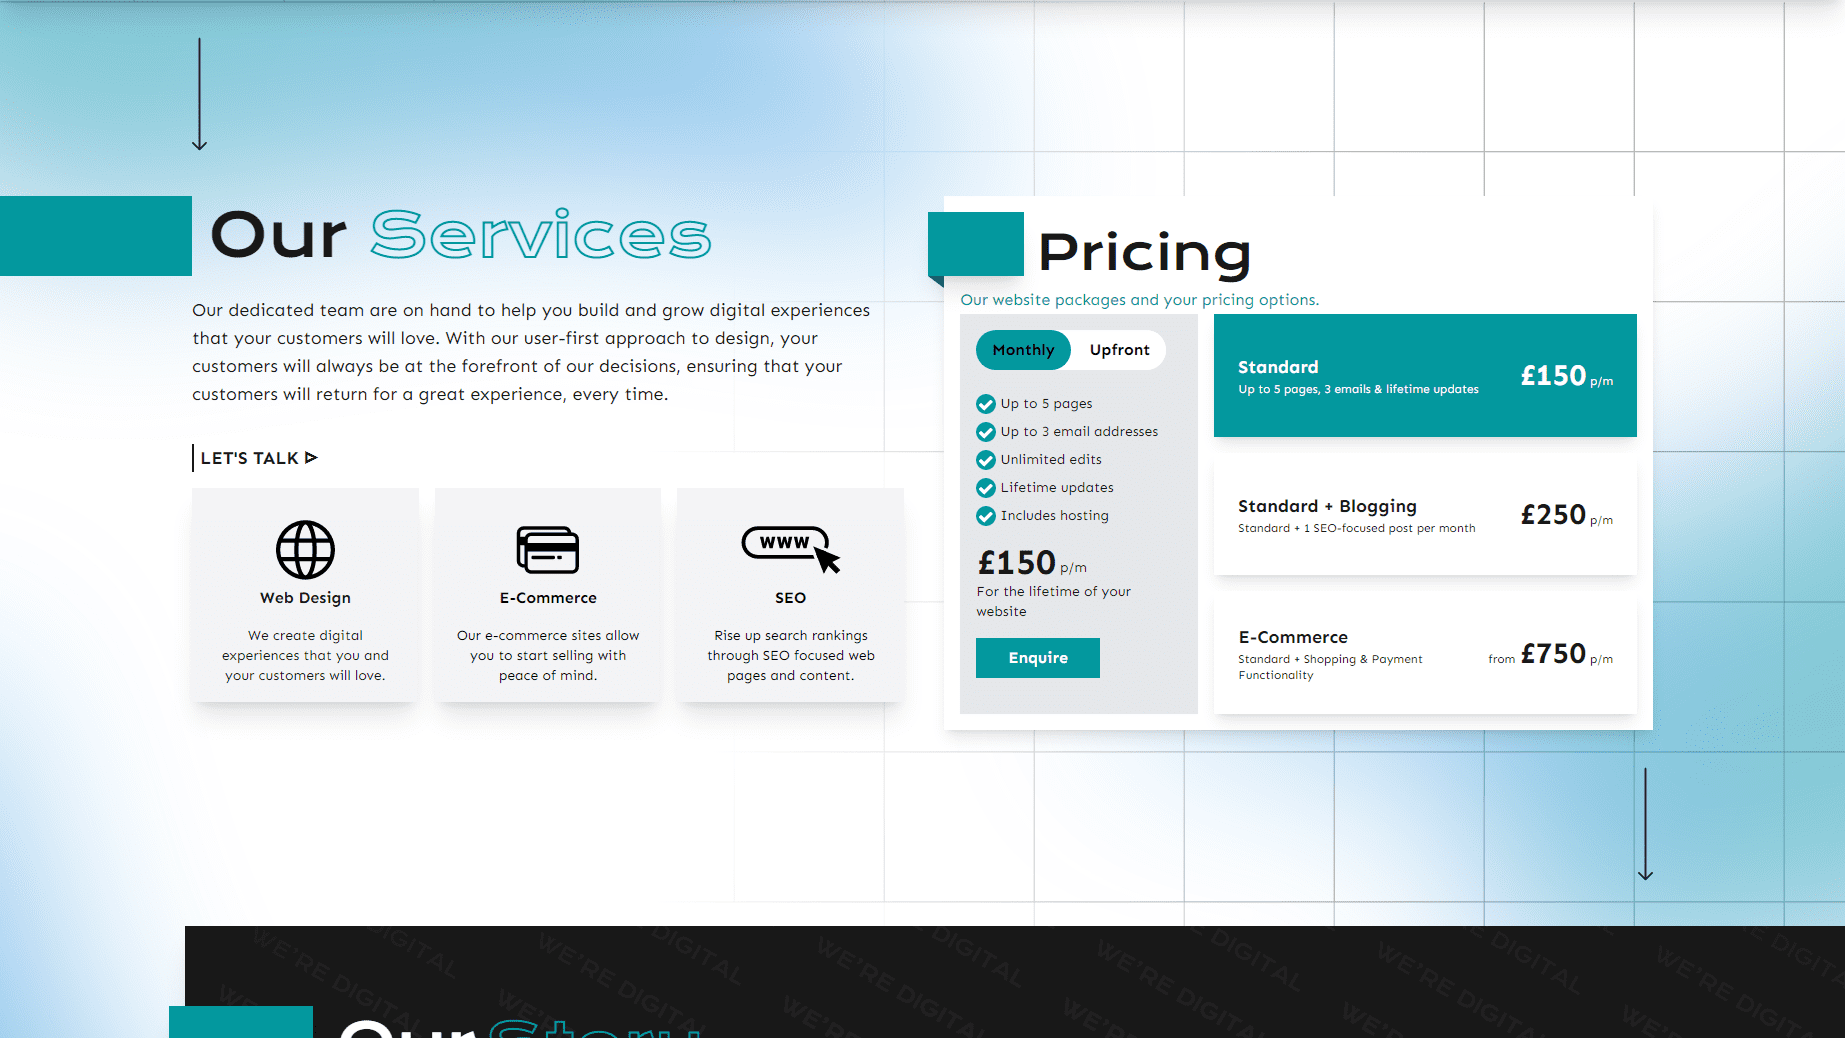 Our Services
Our dedicated team are on hand to help you build and grow digital experiences
that your customers will love. With our user-first approach to design, your
customers will always be at the forefront of our decisions, ensuring that your
customers will return for a great experience, every time.
LET'S TALK
Web Design
We create digital
experiences that you and
your customers will love.
E-Commerce
Our e-commerce sites allow
you to start selling with
peace of mind.
WWW
SEO
Rise up search rankings
through SEO focused web
pages and content.
Pricing
Our website packages and your pricing options.
Monthly
Upfront
Up to 5 pages
Up to 3 email addresses
Unlimited edits
Lifetime updates
Includes hosting
£150 p/m
For the lifetime of your
website
Enquire
Standard
Up to 5 pages, 3 emails & lifetime updates
£150 p/m
Standard + Blogging
Standard + 1 SEO-focused post per month
£250 p/m
E-Commerce
Standard + Shopping & Payment
Functionality
from £750 p/m
WE'RE DIGITAL
WE'RE DIGITAL
WE'RE DIGITAL
WE'RE DIGITAL
WE'RE DIGITAL
Our Story